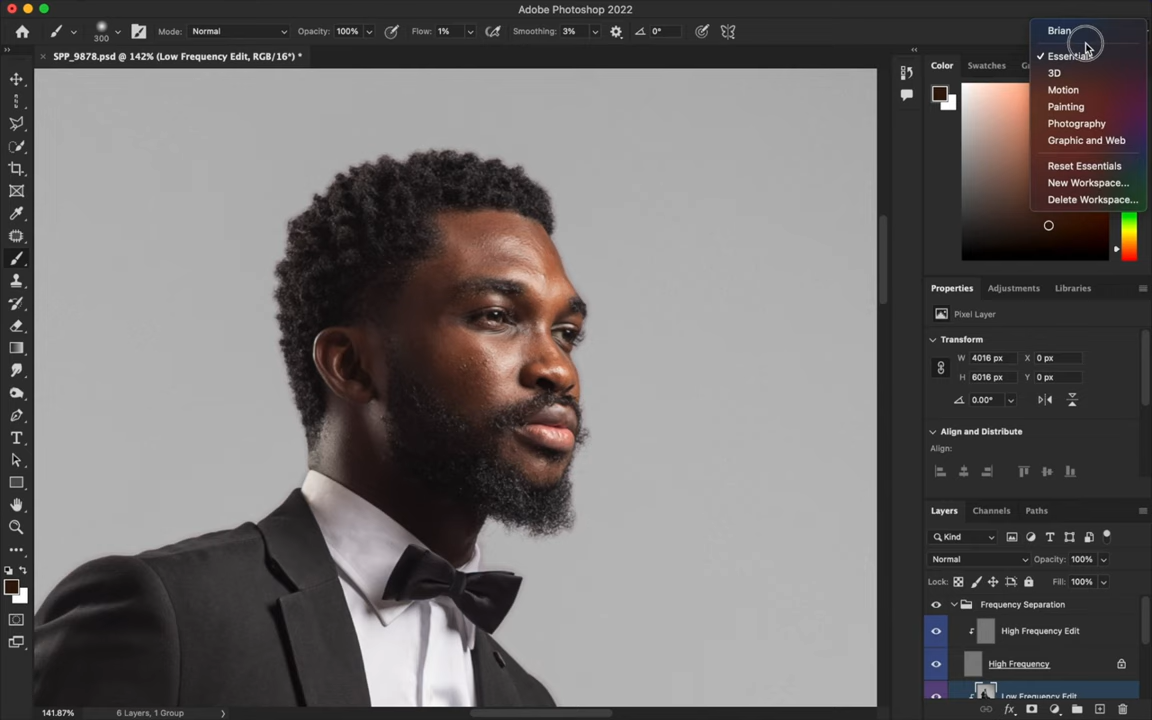 Adobe Photoshop 2022
300
Mode: Normal
Opacity: 100%
Flow: 1%
Smoothing: 3%
0°
SPP_9878.psd @ 142% (Low Frequency Edit, RGB/16*) *
Brian
✓ Essentials
3D
Motion
Painting
Photography
Graphic and Web
Reset Essentials
New Workspace...
Delete Workspace...
Color
Swatches
Properties
Adjustments
Libraries
Pixel Layer
Transform
W 4016 px X 0 px
H 6016 px Y 0 px
0.00°
Align and Distribute
Align:
Layers
Channels
Paths
Kind
Normal
Opacity: 100%
Lock:
Fill: 100%
Frequency Separation
High Frequency Edit
High Frequency
Low Frequency Edit
141.87%
6 Layers, 1 Group